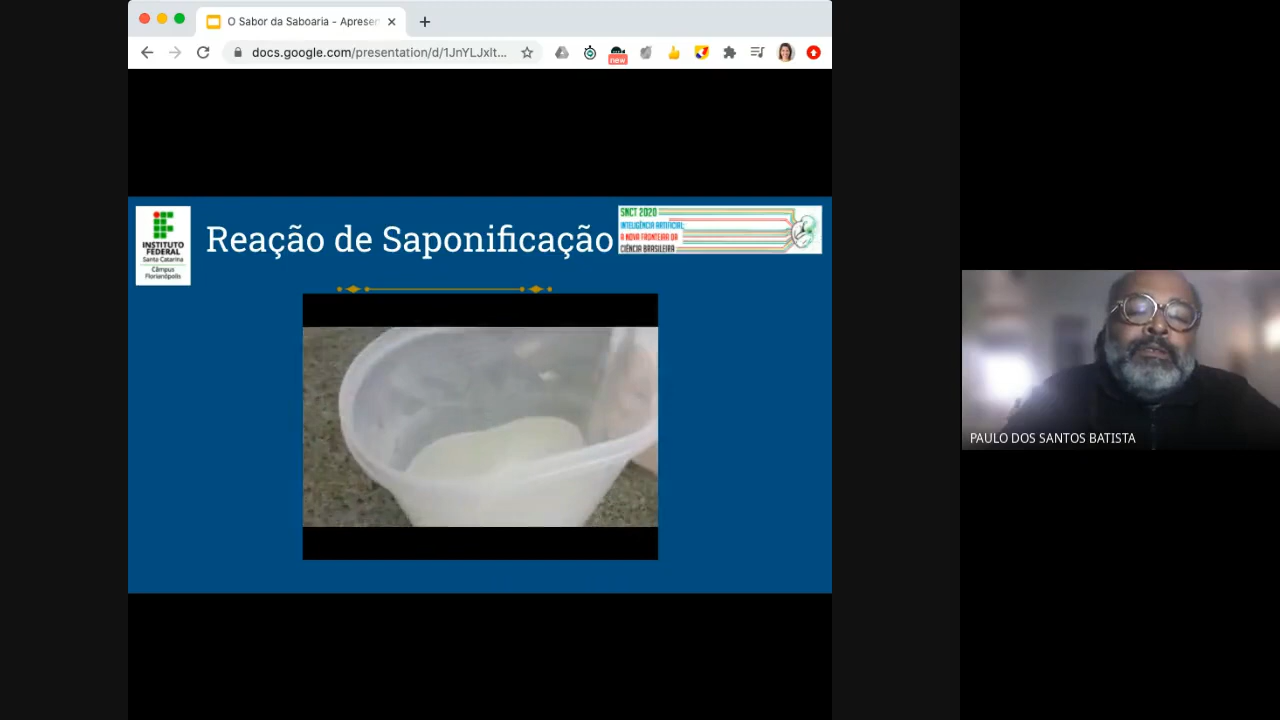 O Sabor da Saboaria - Apresen
docs.google.com/presentation/d/1JnYLJxlt...
new
INSTITUTO
FEDERAL
Santa Catarina
Câmpus
Florianópolis
Reação de Saponificação
SNCT 2020
INTELIGÊNCIA ARTIFICIAL:
A NOVA FRONTEIRA DA
CIÊNCIA BRASILEIRA
PAULO DOS SANTOS BATISTA